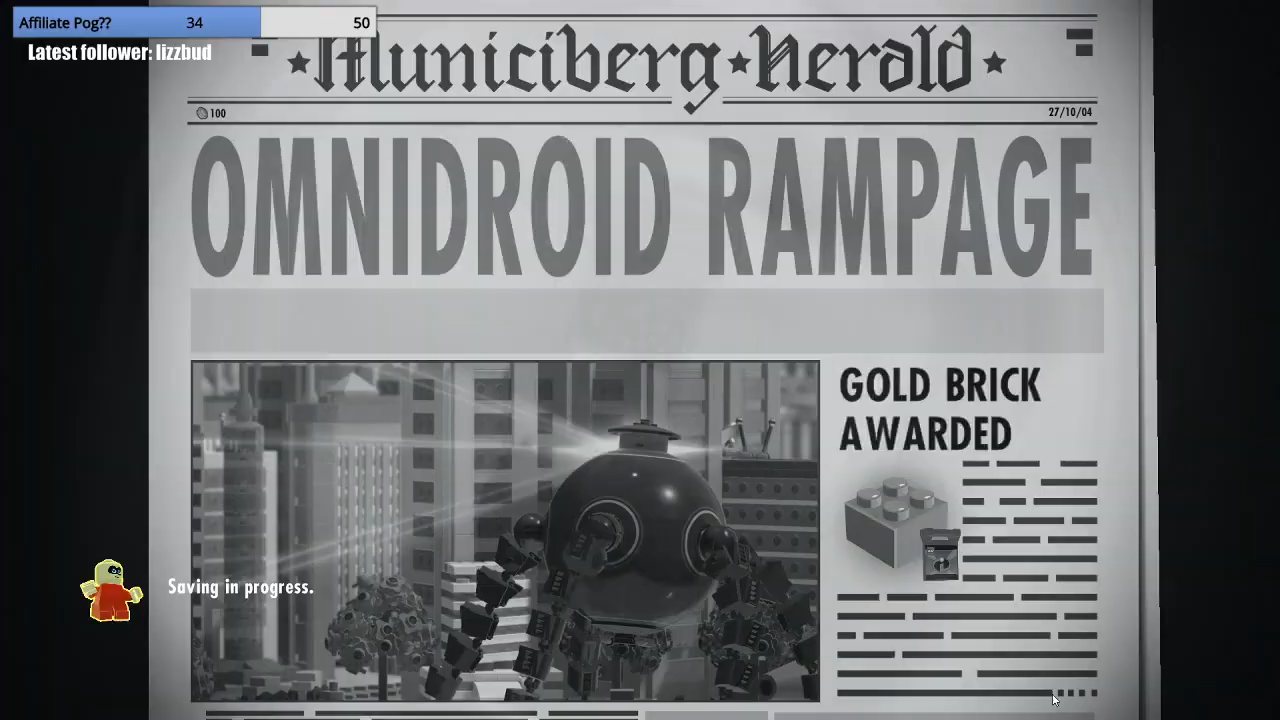 Affiliate Pog?? 34 50
Latest follower: lizzbud
Municiberg Herald
100 27/10/04
OMNIDROID RAMPAGE
GOLD BRICK
AWARDED
Saving in progress.